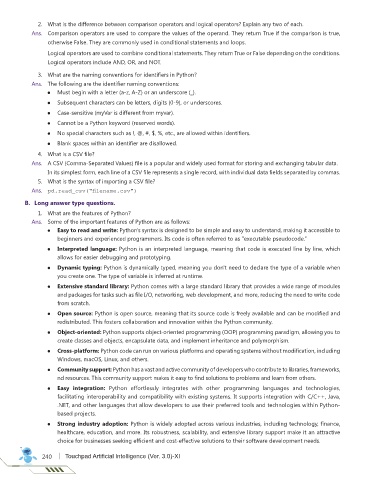 2. What is the difference between comparison operators and logical operators? Explain any two of each.
Ans. Comparison operators are used to compare the values of the operand. They return True if the comparison is true,
otherwise False. They are commonly used in conditional statements and loops.
Logical operators are used to combine conditional statements. They return True or False depending on the conditions.
Logical operators include AND, OR, and NOT.
3. What are the naming conventions for identifiers in Python?
Ans. The following are the identifier naming conventions:
• Must begin with a letter (a-z, A-Z) or an underscore (_).
• Subsequent characters can be letters, digits (0-9), or underscores.
• Case-sensitive (myVar is different from myvar).
• Cannot be a Python keyword (reserved words).
• No special characters such as !, @, #, $, %, etc., are allowed within identifiers.
• Blank spaces within an identifier are disallowed.
4. What is a CSV file?
Ans. A CSV (Comma-Separated Values) file is a popular and widely used format for storing and exchanging tabular data.
In its simplest form, each line of a CSV file represents a single record, with individual data fields separated by commas.
5. What is the syntax of importing a CSV file?
Ans. pd.read_csv("filename.csv")
B. Long answer type questions.
1. What are the features of Python?
Ans. Some of the important features of Python are as follows:
• Easy to read and write: Python's syntax is designed to be simple and easy to understand, making it accessible to
beginners and experienced programmers. Its code is often referred to as "executable pseudocode."
• Interpreted language: Python is an interpreted language, meaning that code is executed line by line, which
allows for easier debugging and prototyping.
• Dynamic typing: Python is dynamically typed, meaning you don't need to declare the type of a variable when
you create one. The type of variable is inferred at runtime.
• Extensive standard library: Python comes with a large standard library that provides a wide range of modules
and packages for tasks such as file I/O, networking, web development, and more, reducing the need to write code
from scratch.
• Open source: Python is open source, meaning that its source code is freely available and can be modified and
redistributed. This fosters collaboration and innovation within the Python community.
• Object-oriented: Python supports object-oriented programming (OOP) programming paradigm, allowing you to
create classes and objects, encapsulate data, and implement inheritance and polymorphism.
• Cross-platform: Python code can run on various platforms and operating systems without modification, including
Windows, macOS, Linux, and others.
• Community support: Python has a vast and active community of developers who contribute to libraries, frameworks,
nd resources. This community support makes it easy to find solutions to problems and learn from others.
• Easy integration: Python effortlessly integrates with other programming languages and technologies,
facilitating interoperability and compatibility with existing systems. It supports integration with C/C++, Java,
.NET, and other languages that allow developers to use their preferred tools and technologies within Python-
based projects.
• Strong industry adoption: Python is widely adopted across various industries, including technology, finance,
healthcare, education, and more. Its robustness, scalability, and extensive library support make it an attractive
choice for businesses seeking efficient and cost-effective solutions to their software development needs.
240 | Touchpad Artificial Intelligence (Ver. 3.0)-XI